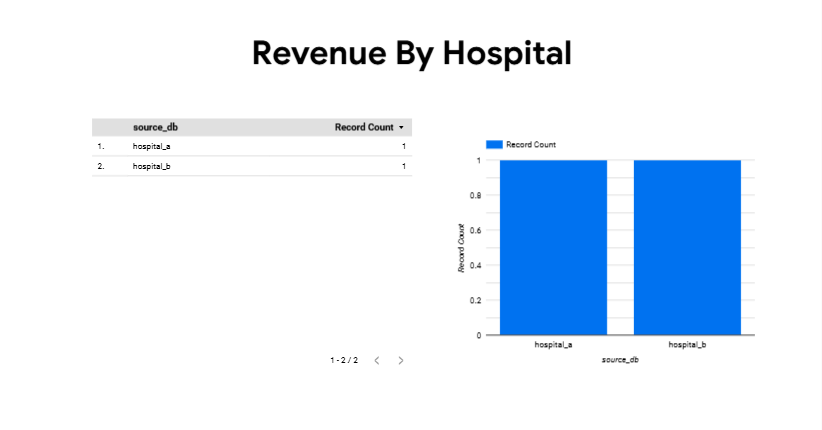 Revenue By Hospital
source_db Record Count
1. hospital_a 1
2. hospital_b 1
1 - 2 / 2
Record Count
1
0.8
0.6
0.4
0.2
0
Record Count
hospital_a hospital_b
source_db